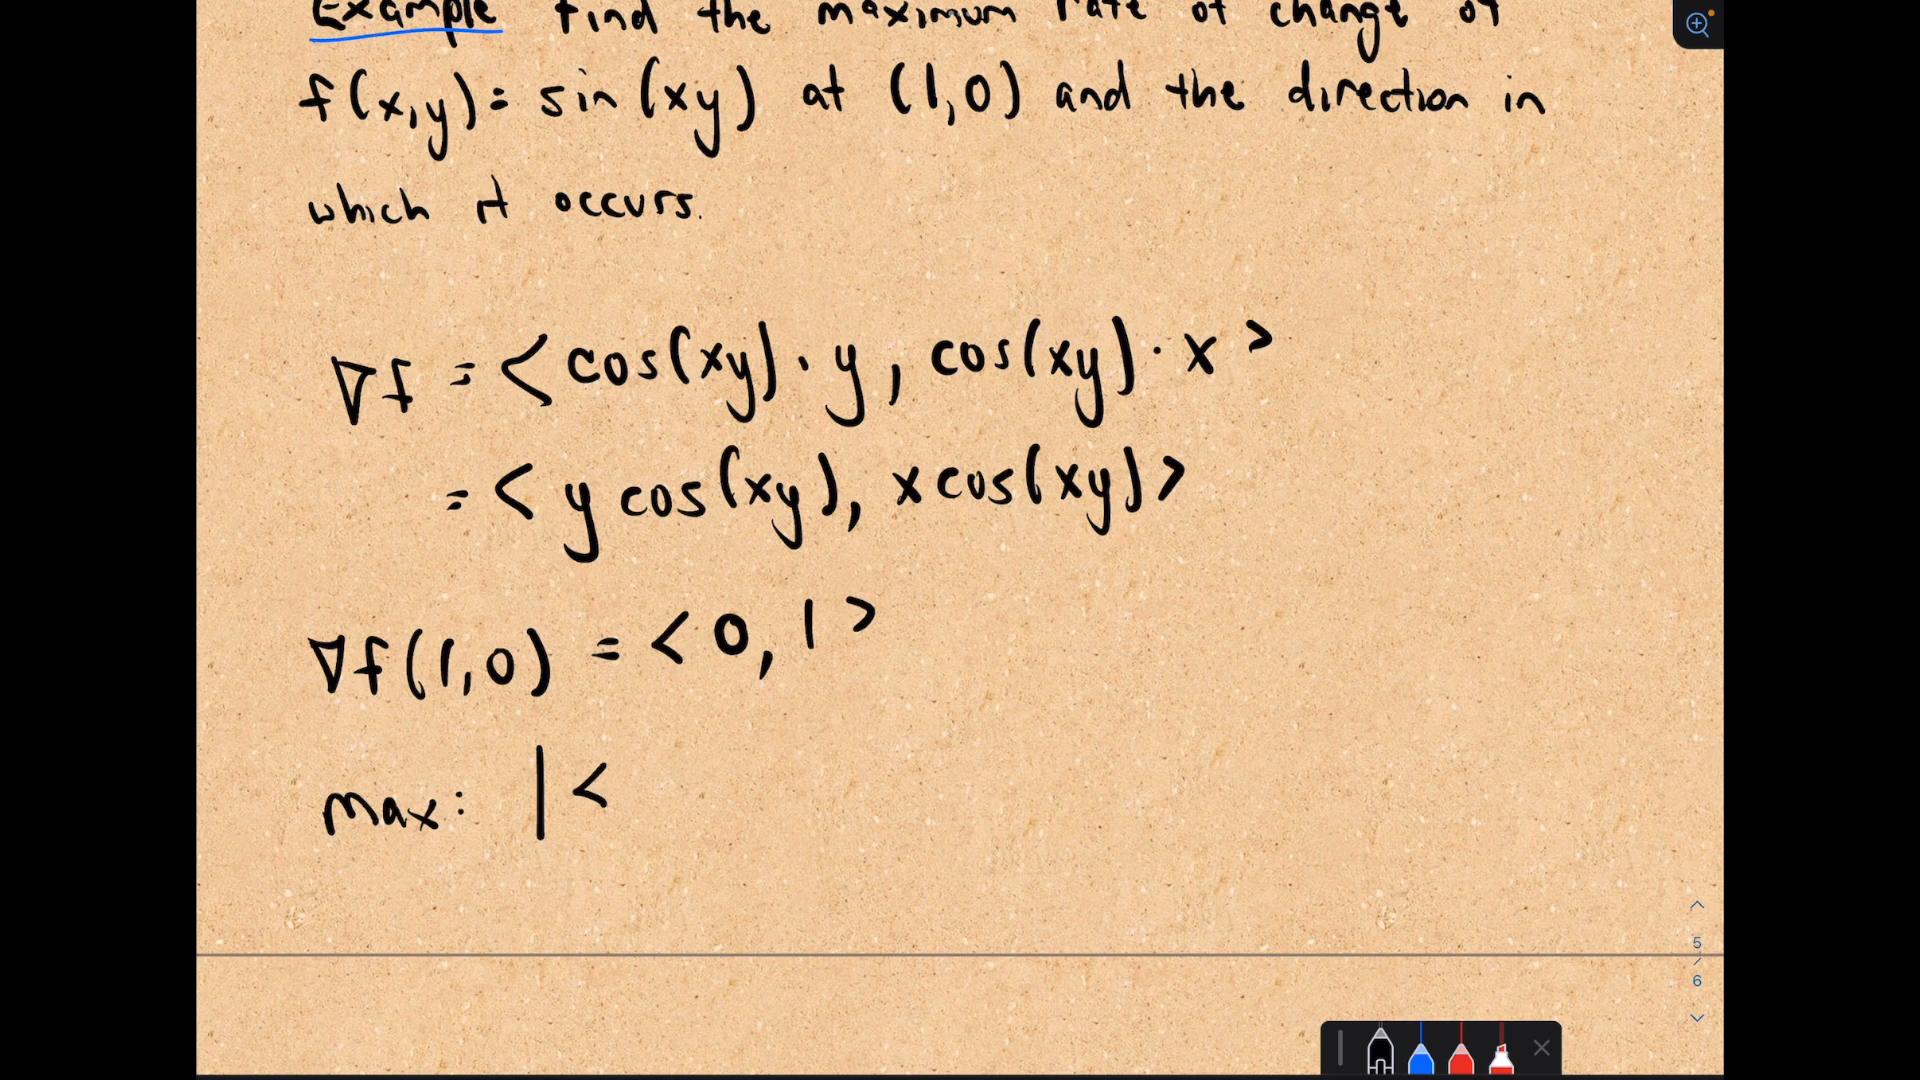 Example Find the maximum rate of change of
f(x,y)= sin(xy) at (1,0) and the direction in
which it occurs.
∇f = <cos(xy)·y, cos(xy)·x>
= <y cos(xy), xcos(xy)>
∇f(1,0) = <0,1>
max: |<
5
/
6